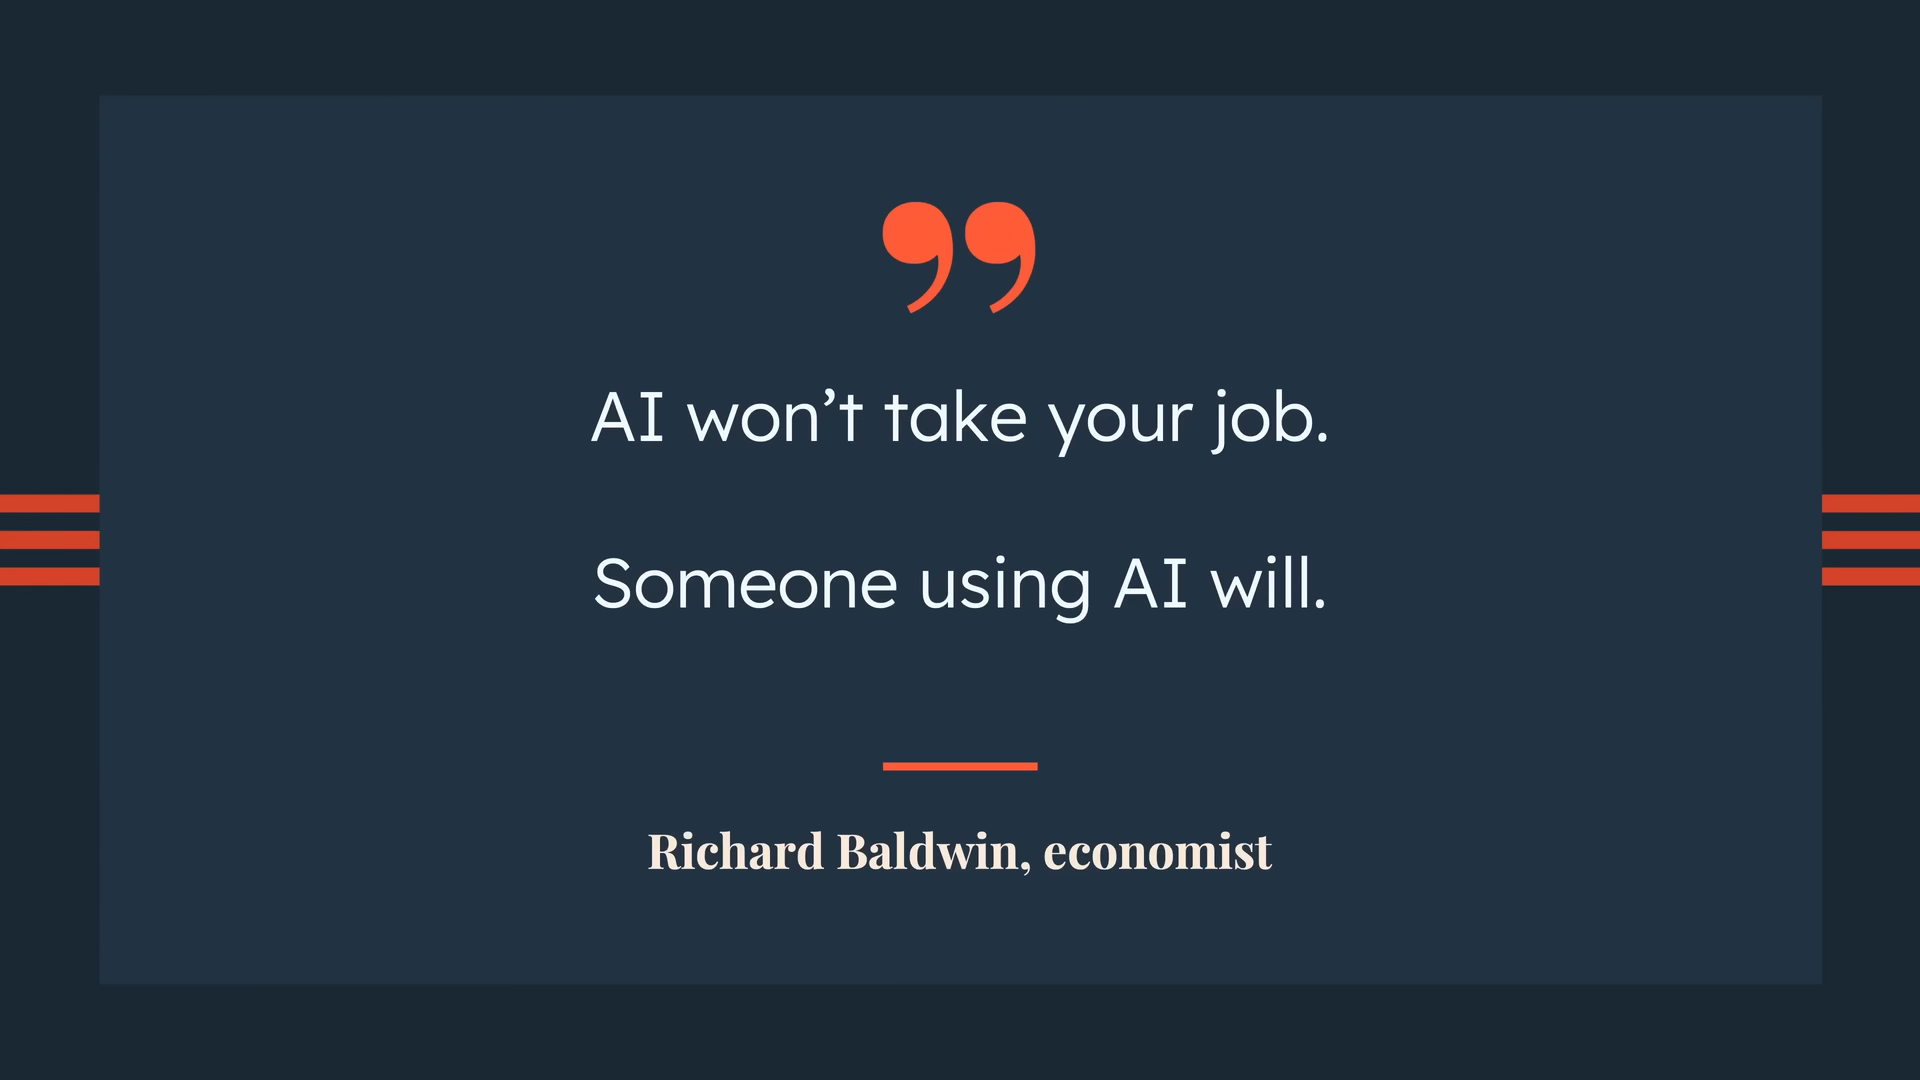 ”
AI won’t take your job.
Someone using AI will.
Richard Baldwin, economist